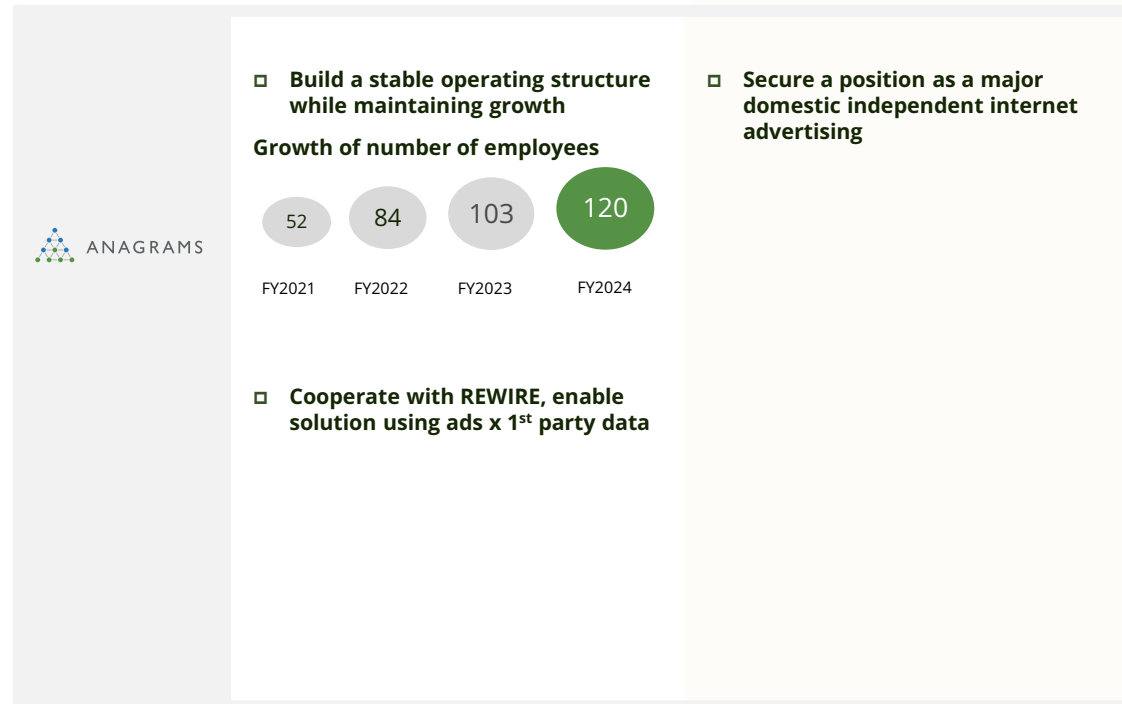 Build a stable operating structure
while maintaining growth
Growth of number of employees
52 84 103 120
FY2021 FY2022 FY2023 FY2024
Cooperate with REWIRE, enable
solution using ads x 1st party data
Secure a position as a major
domestic independent internet
advertising
ANAGRAMS